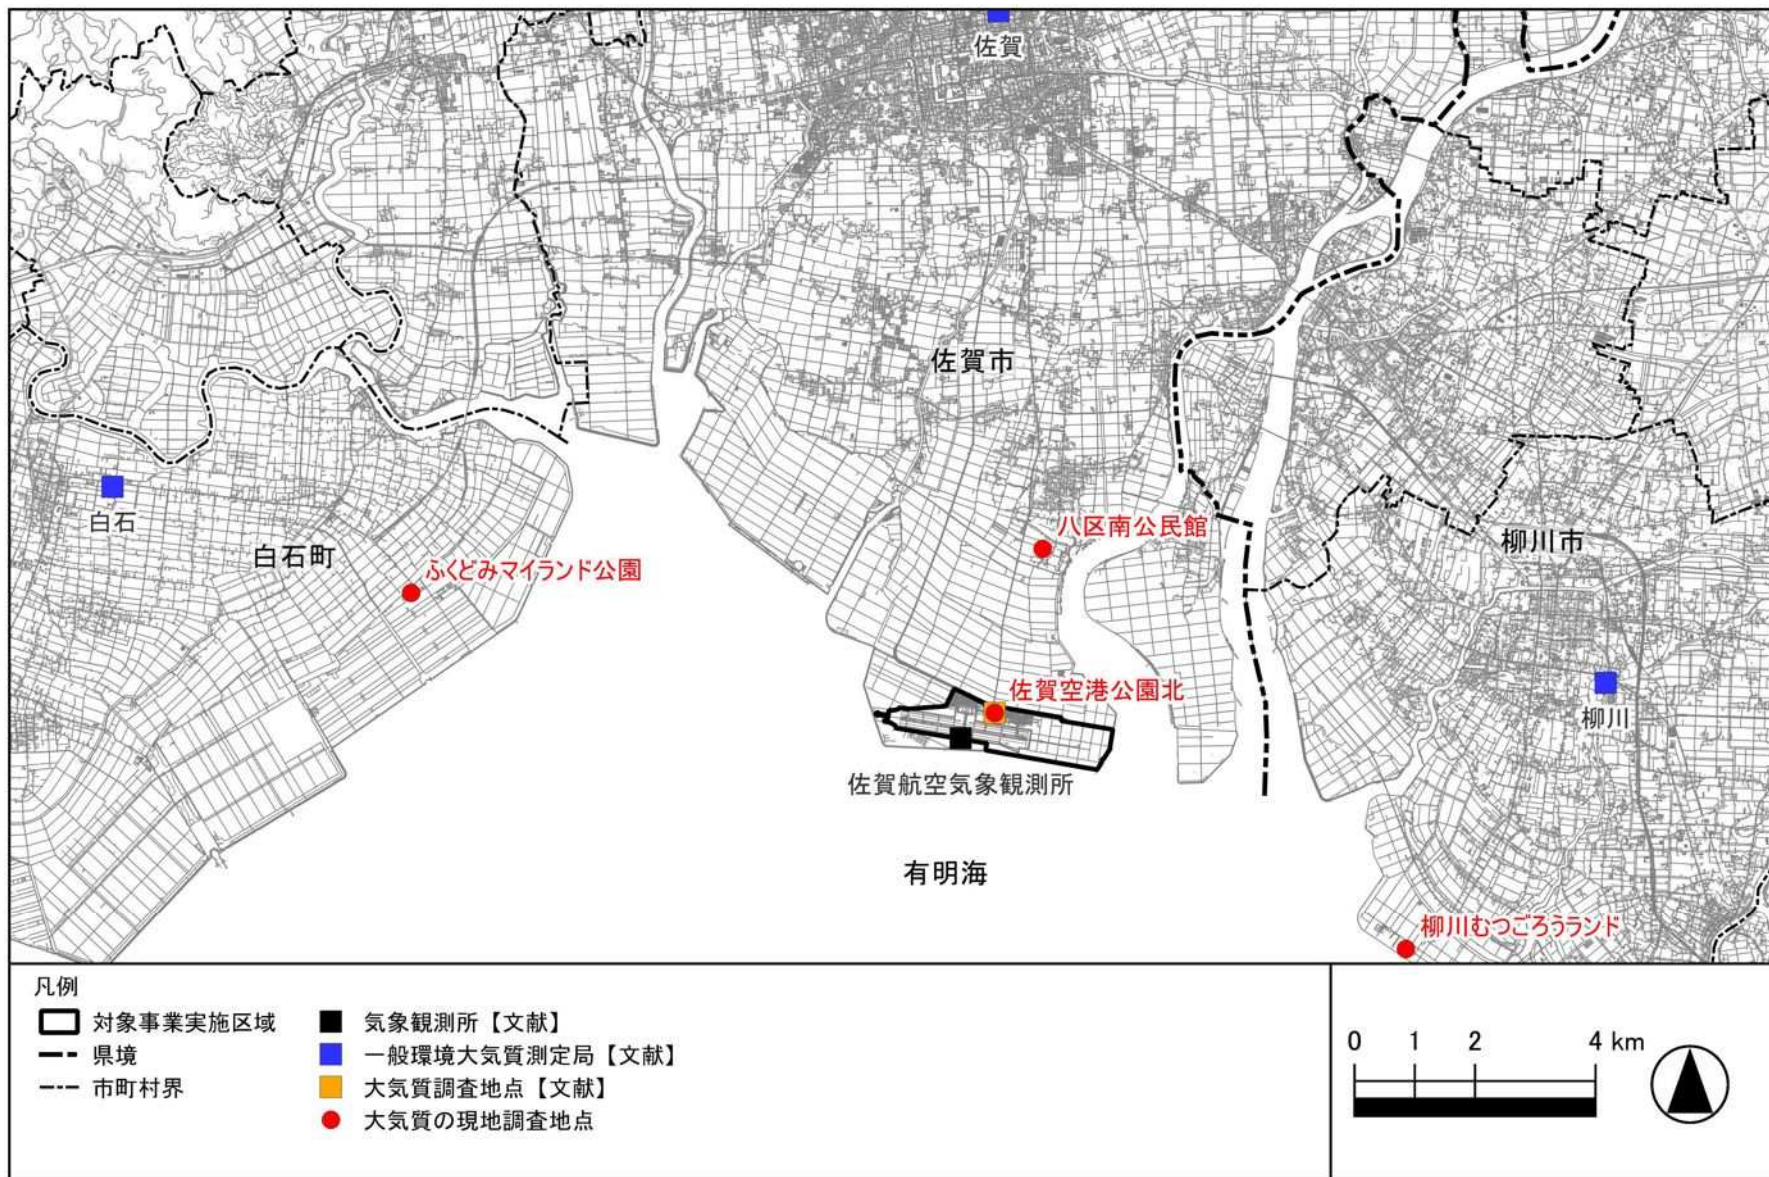 佐賀
佐賀市
白石
白石町
ふくどみマイランド公園
八区南公民館
柳川市
佐賀空港公園北
柳川
佐賀航空気象観測所
有明海
柳川むつごろうランド
凡例
対象事業実施区域
県境
市町村界
気象観測所【文献】
一般環境大気質測定局【文献】
大気質調査地点【文献】
大気質の現地調査地点
0 1 2 4 km